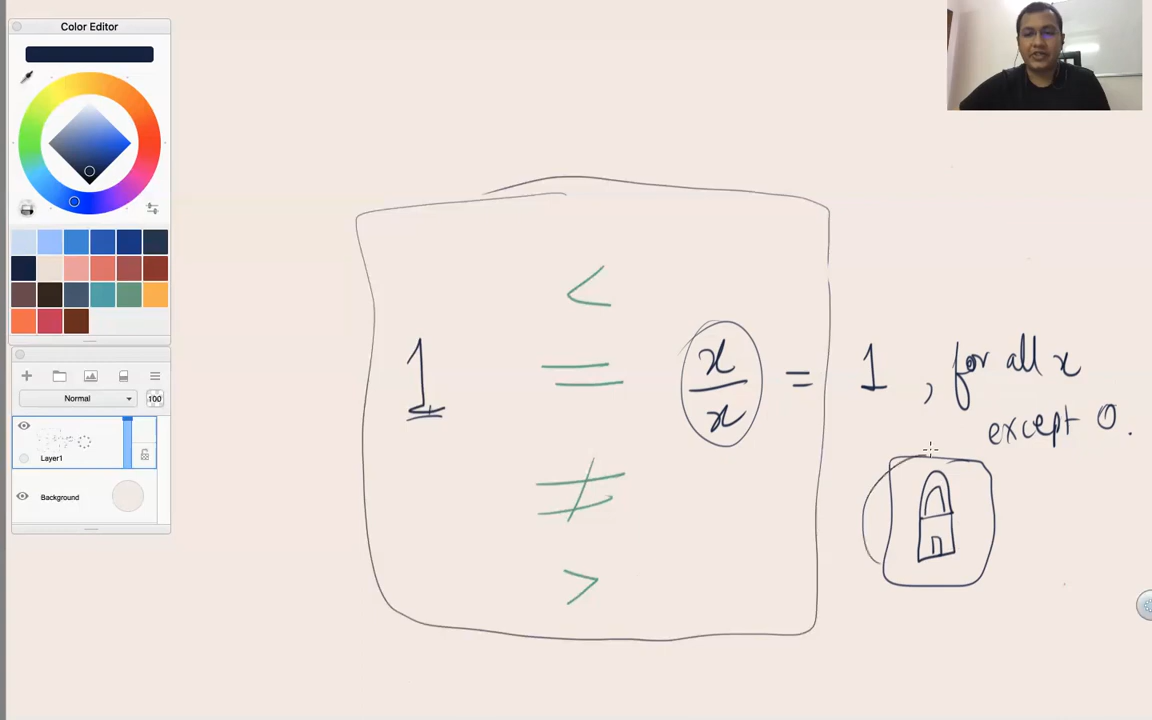 Color Editor
Normal
100
Layer1
Background
<
1 = x/x = 1 , for all x
except 0.
≠
>